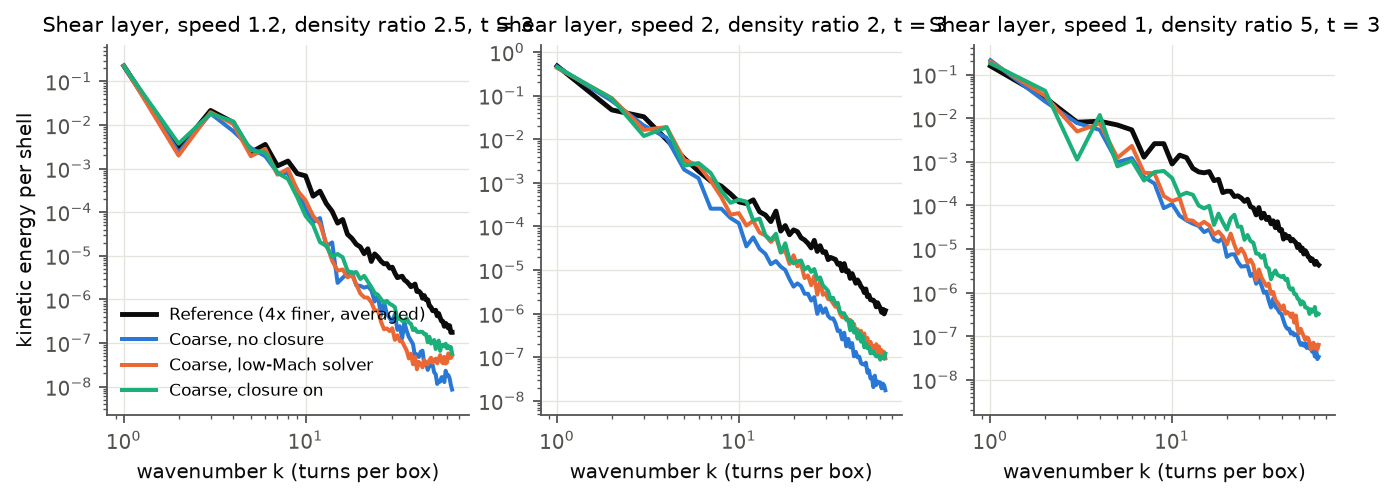 Shear layer, speed 1.2, density ratio 2.5, t = 3
Shear layer, speed 2, density ratio 2, t = 3
Shear layer, speed 1, density ratio 5, t = 3
kinetic energy per shell
10⁻¹
10⁻²
10⁻³
10⁻⁴
10⁻⁵
10⁻⁶
10⁻⁷
10⁻⁸
Reference (4x finer, averaged)
Coarse, no closure
Coarse, low-Mach solver
Coarse, closure on
10⁰
10¹
wavenumber k (turns per box)
10⁰
10⁻¹
10⁻²
10⁻³
10⁻⁴
10⁻⁵
10⁻⁶
10⁻⁷
10⁻⁸
10⁰
10¹
wavenumber k (turns per box)
10⁻¹
10⁻²
10⁻³
10⁻⁴
10⁻⁵
10⁻⁶
10⁻⁷
10⁻⁸
10⁰
10¹
wavenumber k (turns per box)